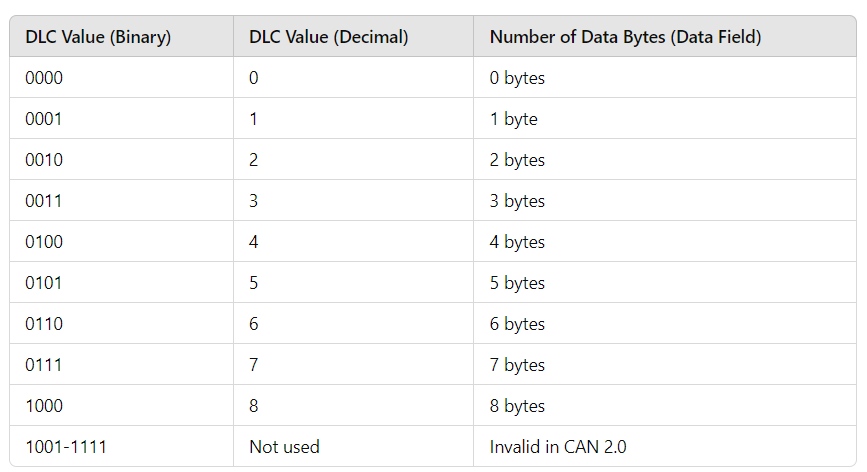 DLC Value (Binary) DLC Value (Decimal) Number of Data Bytes (Data Field)
0000 0 0 bytes
0001 1 1 byte
0010 2 2 bytes
0011 3 3 bytes
0100 4 4 bytes
0101 5 5 bytes
0110 6 6 bytes
0111 7 7 bytes
1000 8 8 bytes
1001-1111 Not used Invalid in CAN 2.0